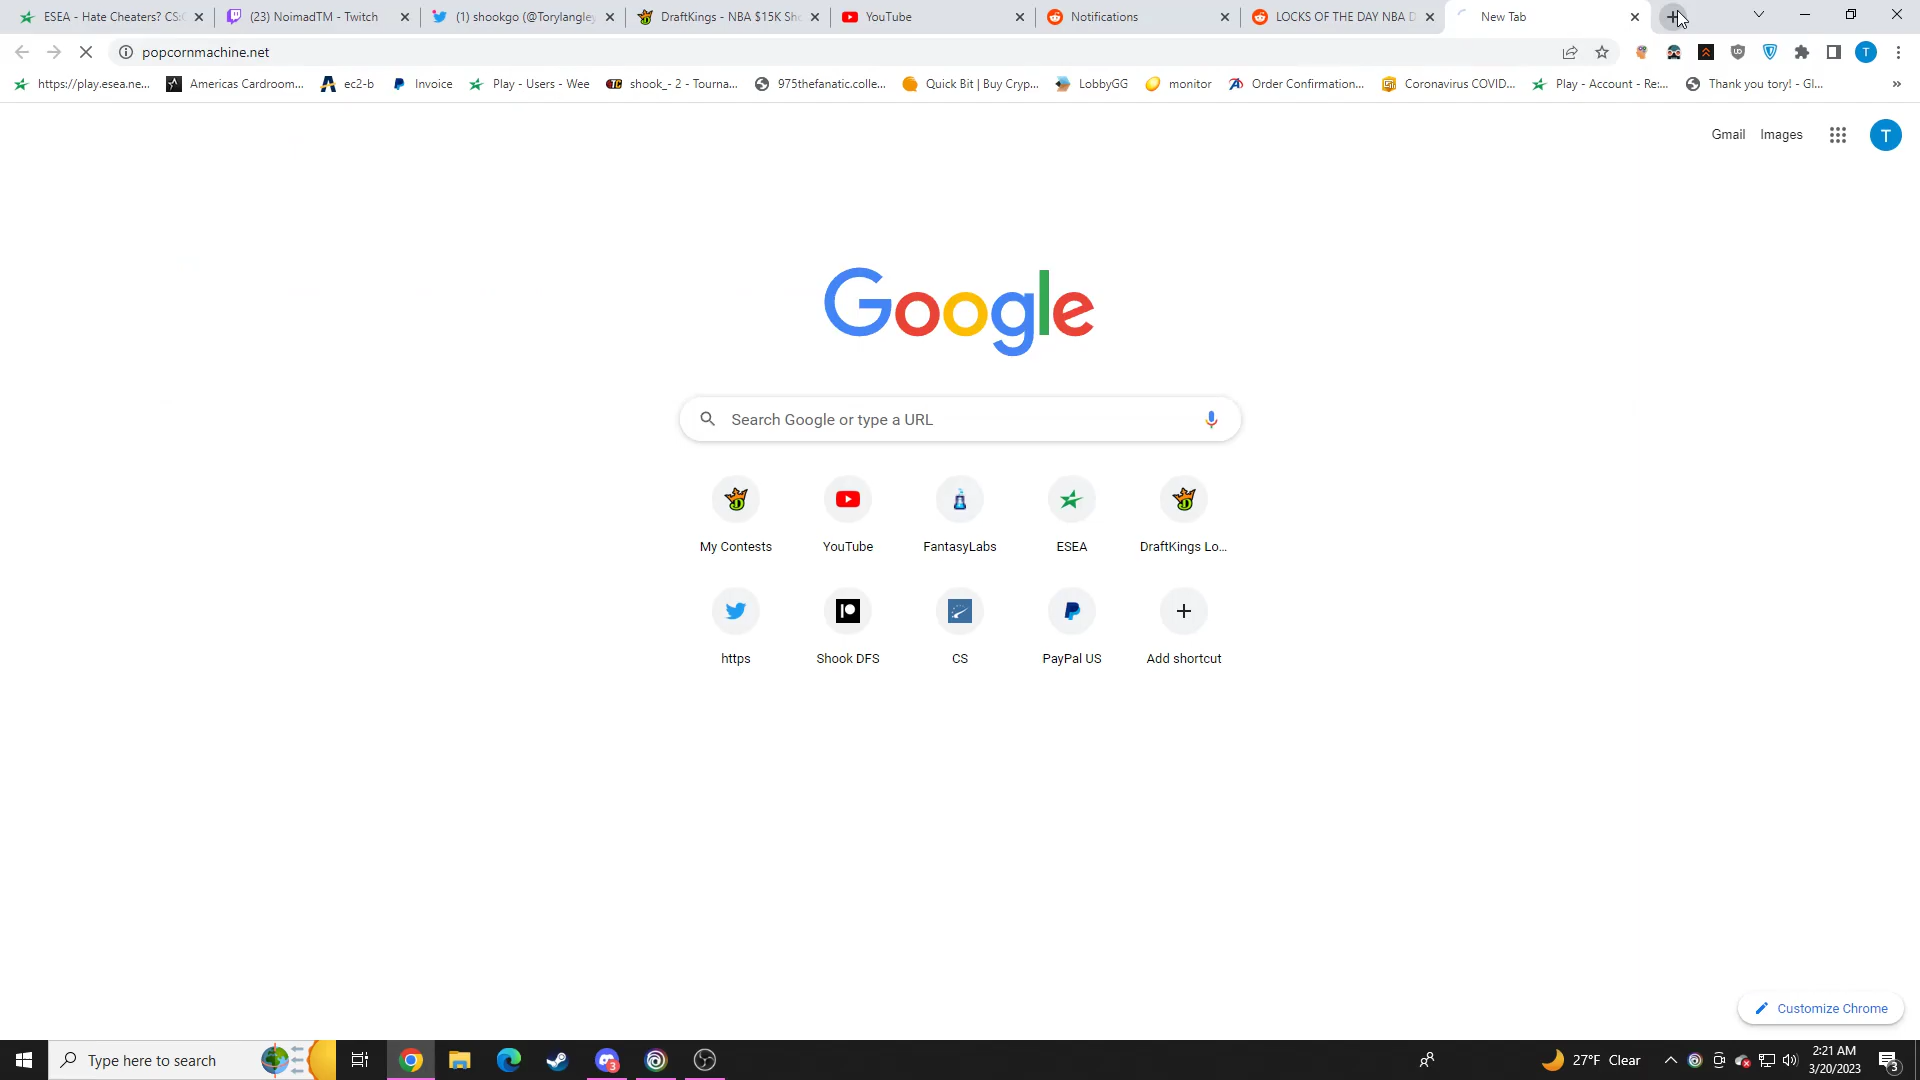 ESEA - Hate Cheaters? CS:G
(23) NoimadTM - Twitch
(1) shookgo (@Torylangley
DraftKings - NBA $15K Sho
YouTube
Notifications
LOCKS OF THE DAY NBA D
New Tab
popcornmachine.net
https://play.esea.ne...
Americas Cardroom...
ec2-b
Invoice
Play - Users - Wee
shook_- 2 - Tourna...
975thefanatic.colle...
Quick Bit | Buy Cryp...
LobbyGG
monitor
Order Confirmation...
Coronavirus COVID...
Play - Account - Re:...
Thank you tory! - Gl...
»
Gmail
Images
T
Google
Search Google or type a URL
My Contests
YouTube
FantasyLabs
ESEA
DraftKings Lo...
https
Shook DFS
CS
PayPal US
Add shortcut
Customize Chrome
Type here to search
27°F Clear
2:21 AM
3/20/2023
3